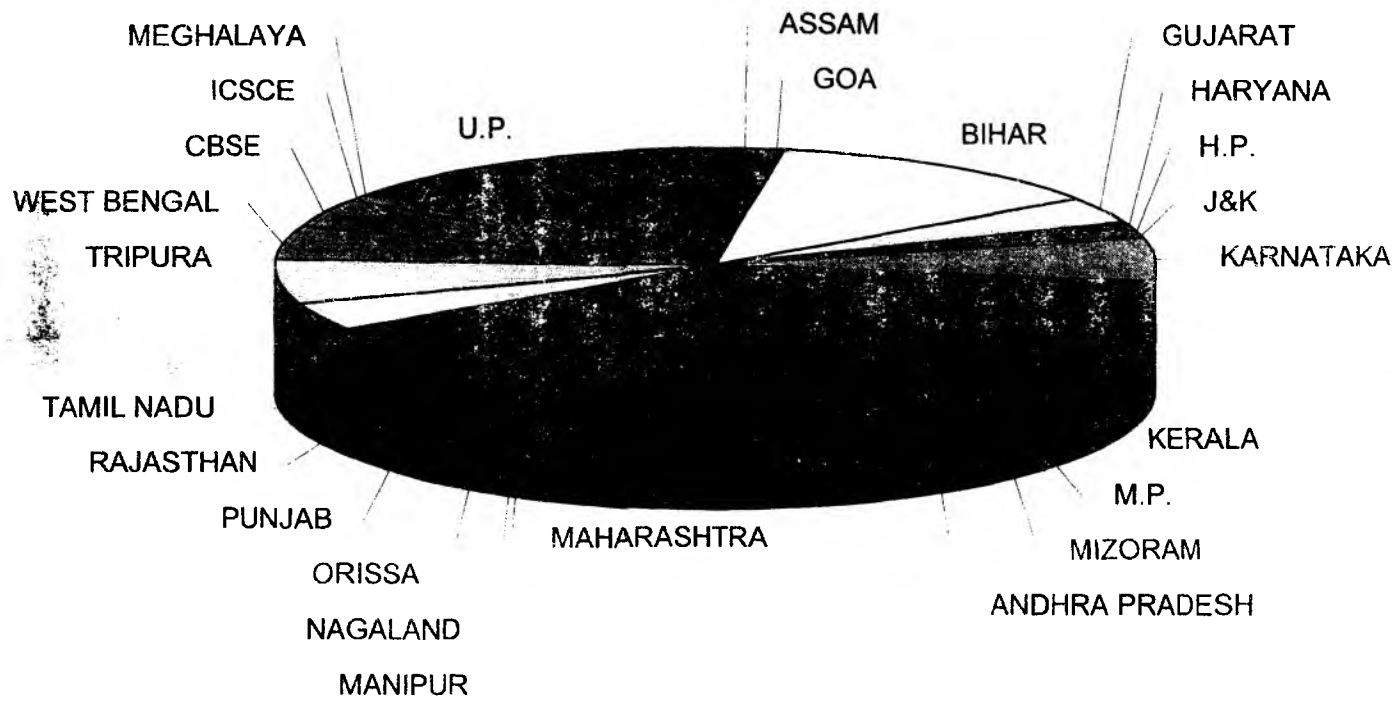 MEGHALAYA
ASSAM
GUJARAT
ICSCE
GOA
HARYANA
U.P.
BIHAR
CBSE
H.P.
WEST BENGAL
J&K
TRIPURA
KARNATAKA
TAMIL NADU
KERALA
RAJASTHAN
M.P.
PUNJAB
MAHARASHTRA
MIZORAM
ORISSA
ANDHRA PRADESH
NAGALAND
MANIPUR